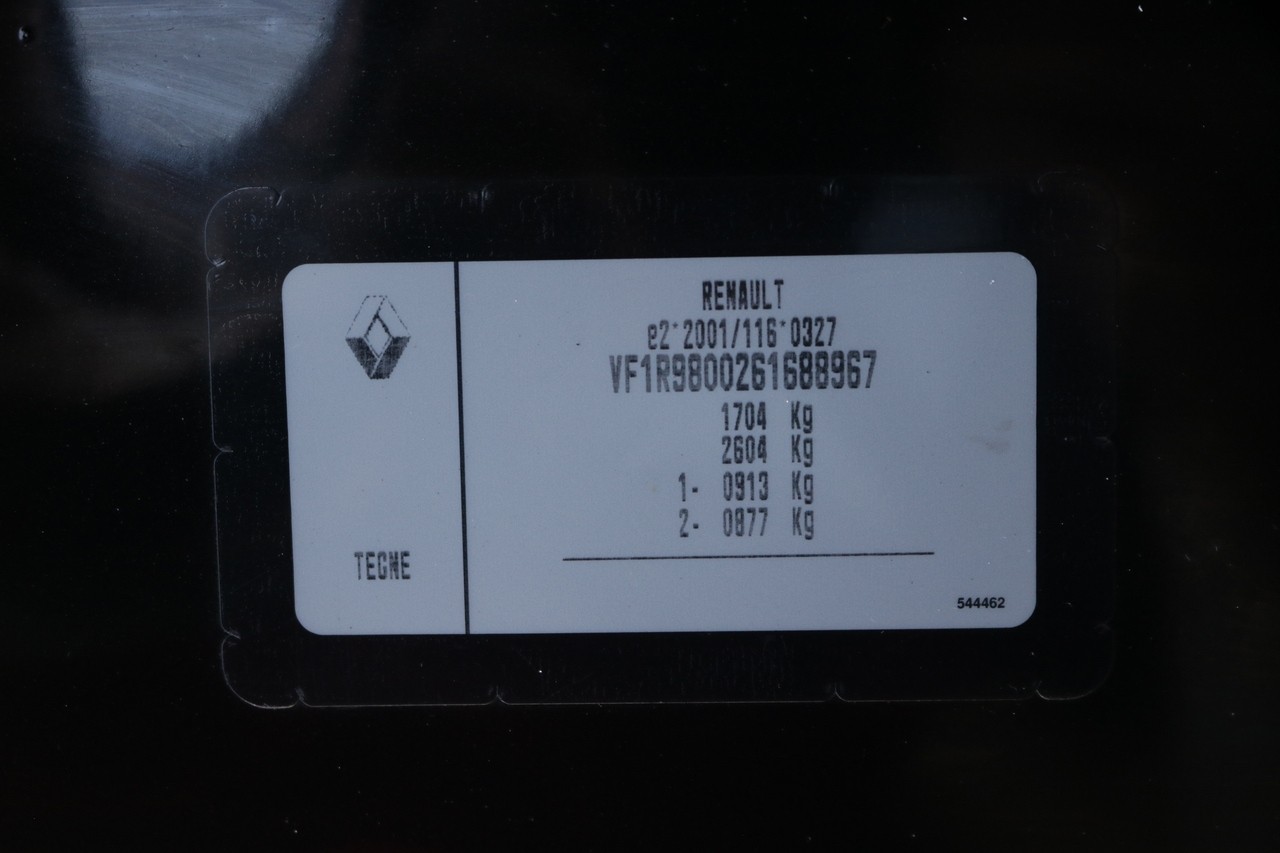 RENAULT
e2*2001/116*0327
VF1R9800261688967
1704 Kg
2604 Kg
1- 0913 Kg
2- 0877 Kg
TECNE
544462